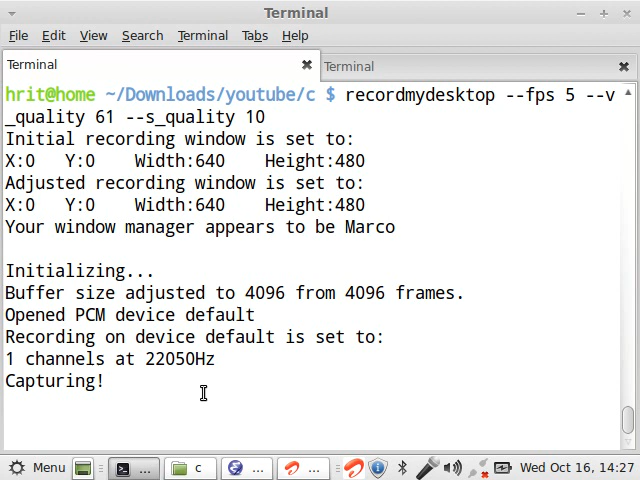 Terminal
File Edit View Search Terminal Tabs Help
Terminal
Terminal
hrit@home ~/Downloads/youtube/c $ recordmydesktop --fps 5 --v
_quality 61 --s_quality 10
Initial recording window is set to:
X:0 Y:0 Width:640 Height:480
Adjusted recording window is set to:
X:0 Y:0 Width:640 Height:480
Your window manager appears to be Marco
Initializing...
Buffer size adjusted to 4096 from 4096 frames.
Opened PCM device default
Recording on device default is set to:
1 channels at 22050Hz
Capturing!
Menu ... c ... ... Wed Oct 16, 14:27